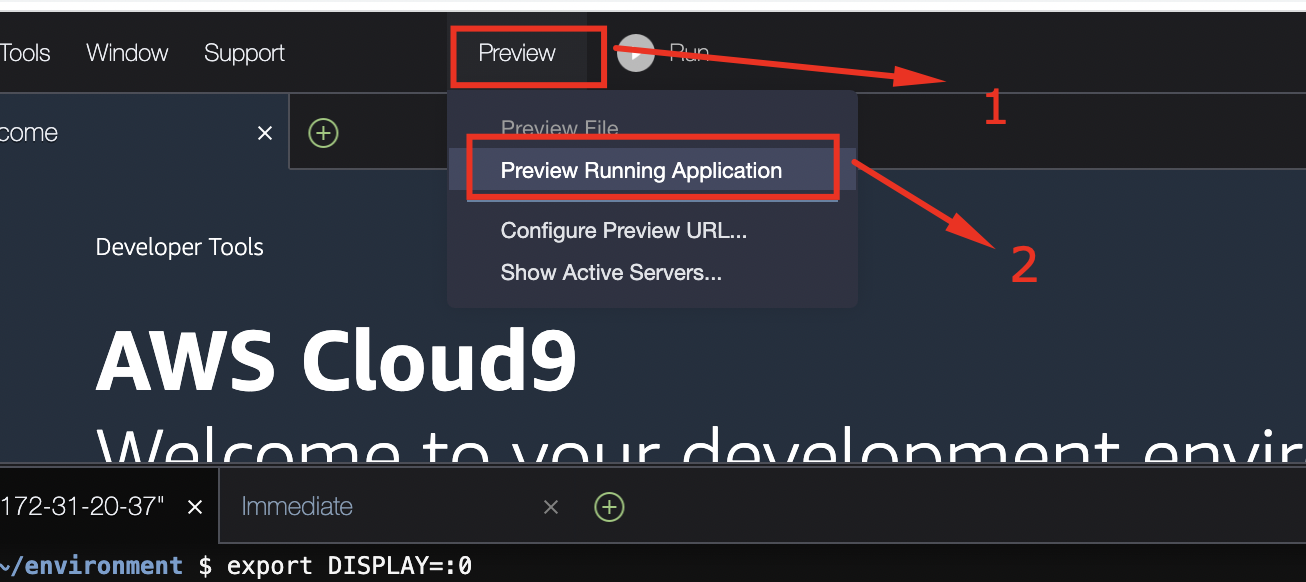 Tools Window Support Preview Run
1
come
Preview File
Preview Running Application
Configure Preview URL...
Show Active Servers...
2
Developer Tools
AWS Cloud9
Welcome to your development envir
172-31-20-37" Immediate
~/environment $ export DISPLAY=:0